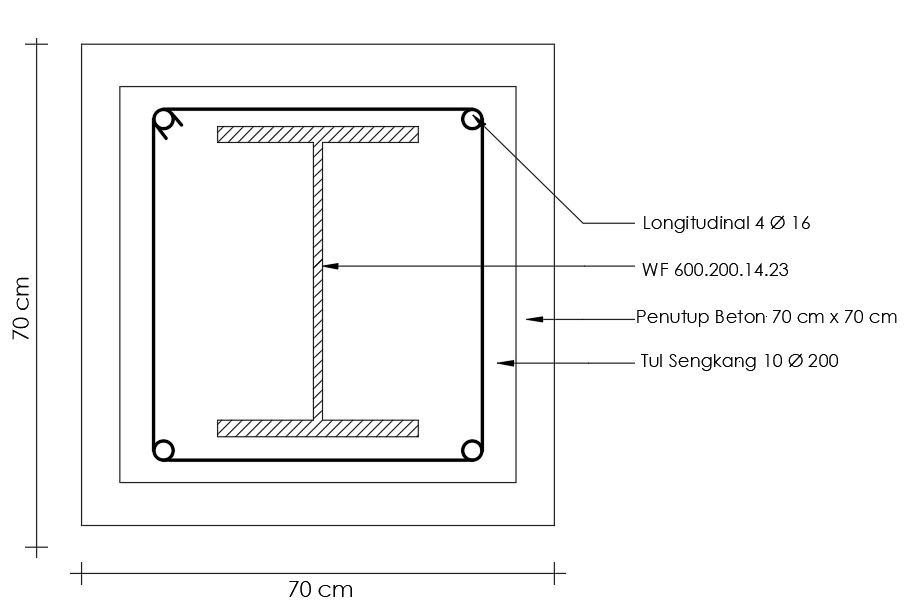 Longitudinal 4 Ø 16
WF 600.200.14.23
Penutup Beton 70 cm x 70 cm
Tul Sengkang 10 Ø 200
70 cm
70 cm